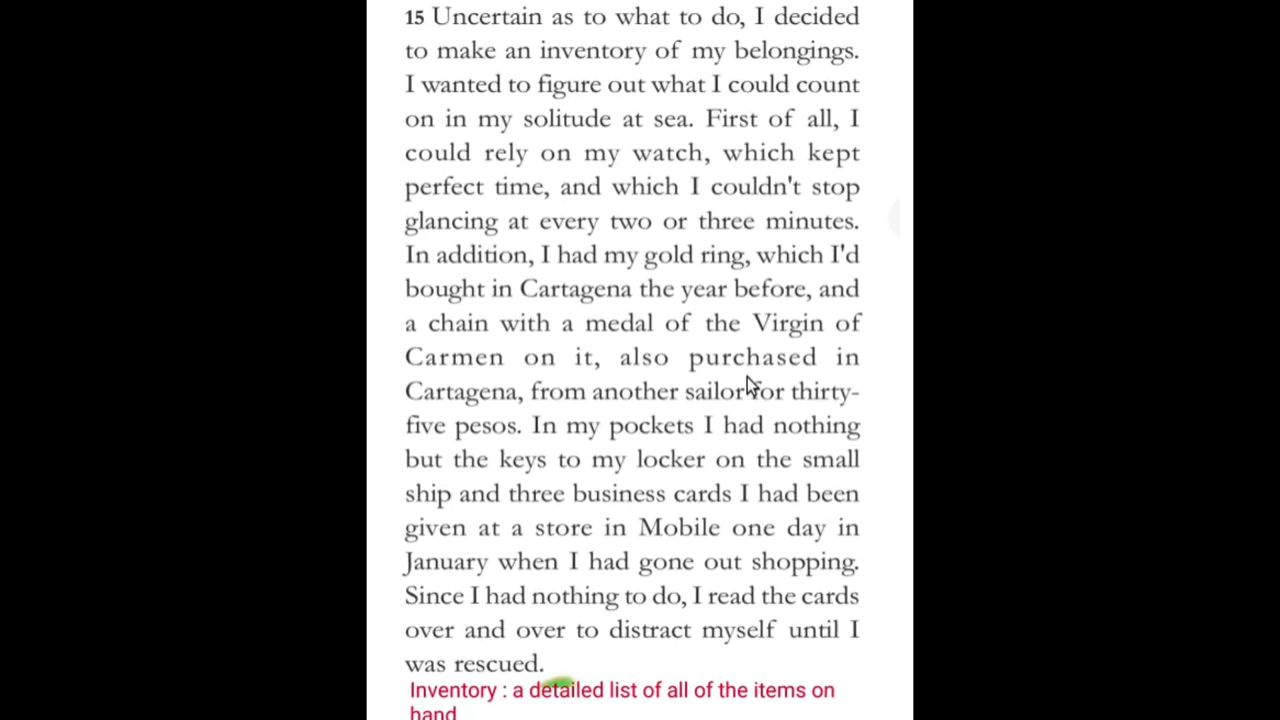 15 Uncertain as to what to do, I decided
to make an inventory of my belongings.
I wanted to figure out what I could count
on in my solitude at sea. First of all, I
could rely on my watch, which kept
perfect time, and which I couldn't stop
glancing at every two or three minutes.
In addition, I had my gold ring, which I'd
bought in Cartagena the year before, and
a chain with a medal of the Virgin of
Carmen on it, also purchased in
Cartagena, from another sailor for thirty-
five pesos. In my pockets I had nothing
but the keys to my locker on the small
ship and three business cards I had been
given at a store in Mobile one day in
January when I had gone out shopping.
Since I had nothing to do, I read the cards
over and over to distract myself until I
was rescued.
Inventory : a detailed list of all of the items on
hand